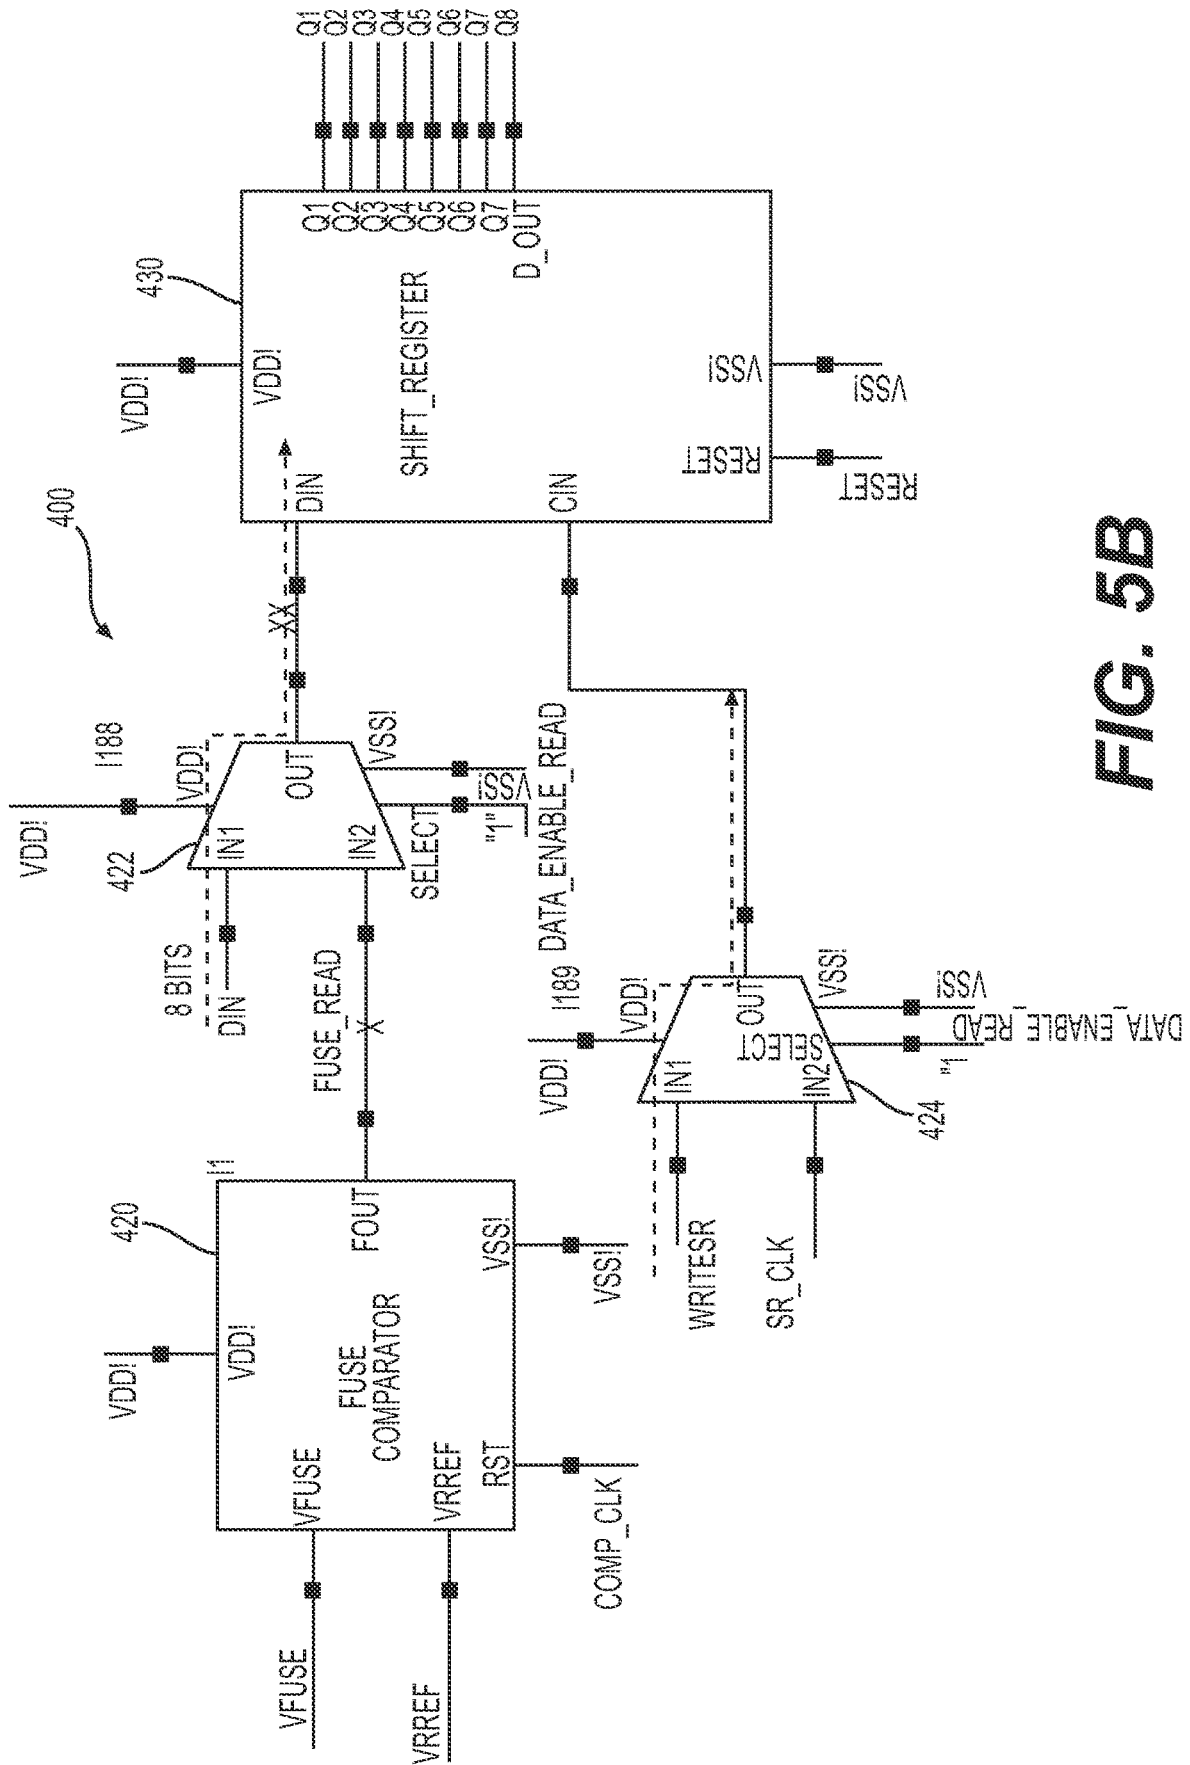 400
VFUSE
VRREF
VDD!
420
I1
VDD!
VFUSE
VRREF
FUSE
COMPARATOR
FOUT
RST
VSS!
COMP_CLK
VSS!
FUSE_READ
X
8 BITS
DIN
VDD!
422
I188
VDD!
IN1
IN2
OUT
SELECT
VSS!
"1"
VSS!
DATA_ENABLE_READ
XX
WRITESR
SR_CLK
VDD!
I189
VDD!
IN1
IN2
OUT
SELECT
VSS!
424
"1
VSS!
DATA_ENABLE_READ
VDD!
430
VDD!
DIN
CIN
SHIFT_REGISTER
RESET
VSS!
RESET
VSS!
Q1 Q1
Q2 Q2
Q3 Q3
Q4 Q4
Q5 Q5
Q6 Q6
Q7 Q7
D_OUT Q8
FIG. 5B